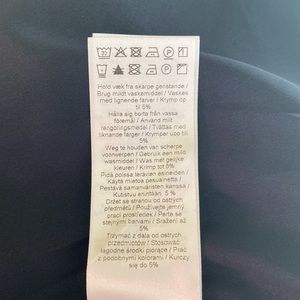 Hold væk fra skarpe genstande /
Brug mildt vaskemiddel / Vaskes
med lignende farver / Krymp op
til 5%
Hålla sig borta från vassa
föremål / Använd milt
rengöringsmedel / Tvättas med
liknande färger / Krymper upp till
5%
Weg te houden van scherpe
voorwerpen / Gebruik een mild
wasmiddel / Was met gelijke
kleuren / Krimp tot 5%
Pidä poissa terävien esineiden /
Käytä mietoa pesuainetta /
Pestävä samanväristen kanssa /
Kutistuu enintään .5 %
Držet se stranou od ostrých
předmětů / Používejte jemný
prací prostředek / Perte se
stejnými barvami / Sražení až
5%
Trzymać z dala od ostrych
przedmiotów / Stosować
łagodne środki piorące / Prać
z podobnymi kolorami / Kurczy
się do 5%